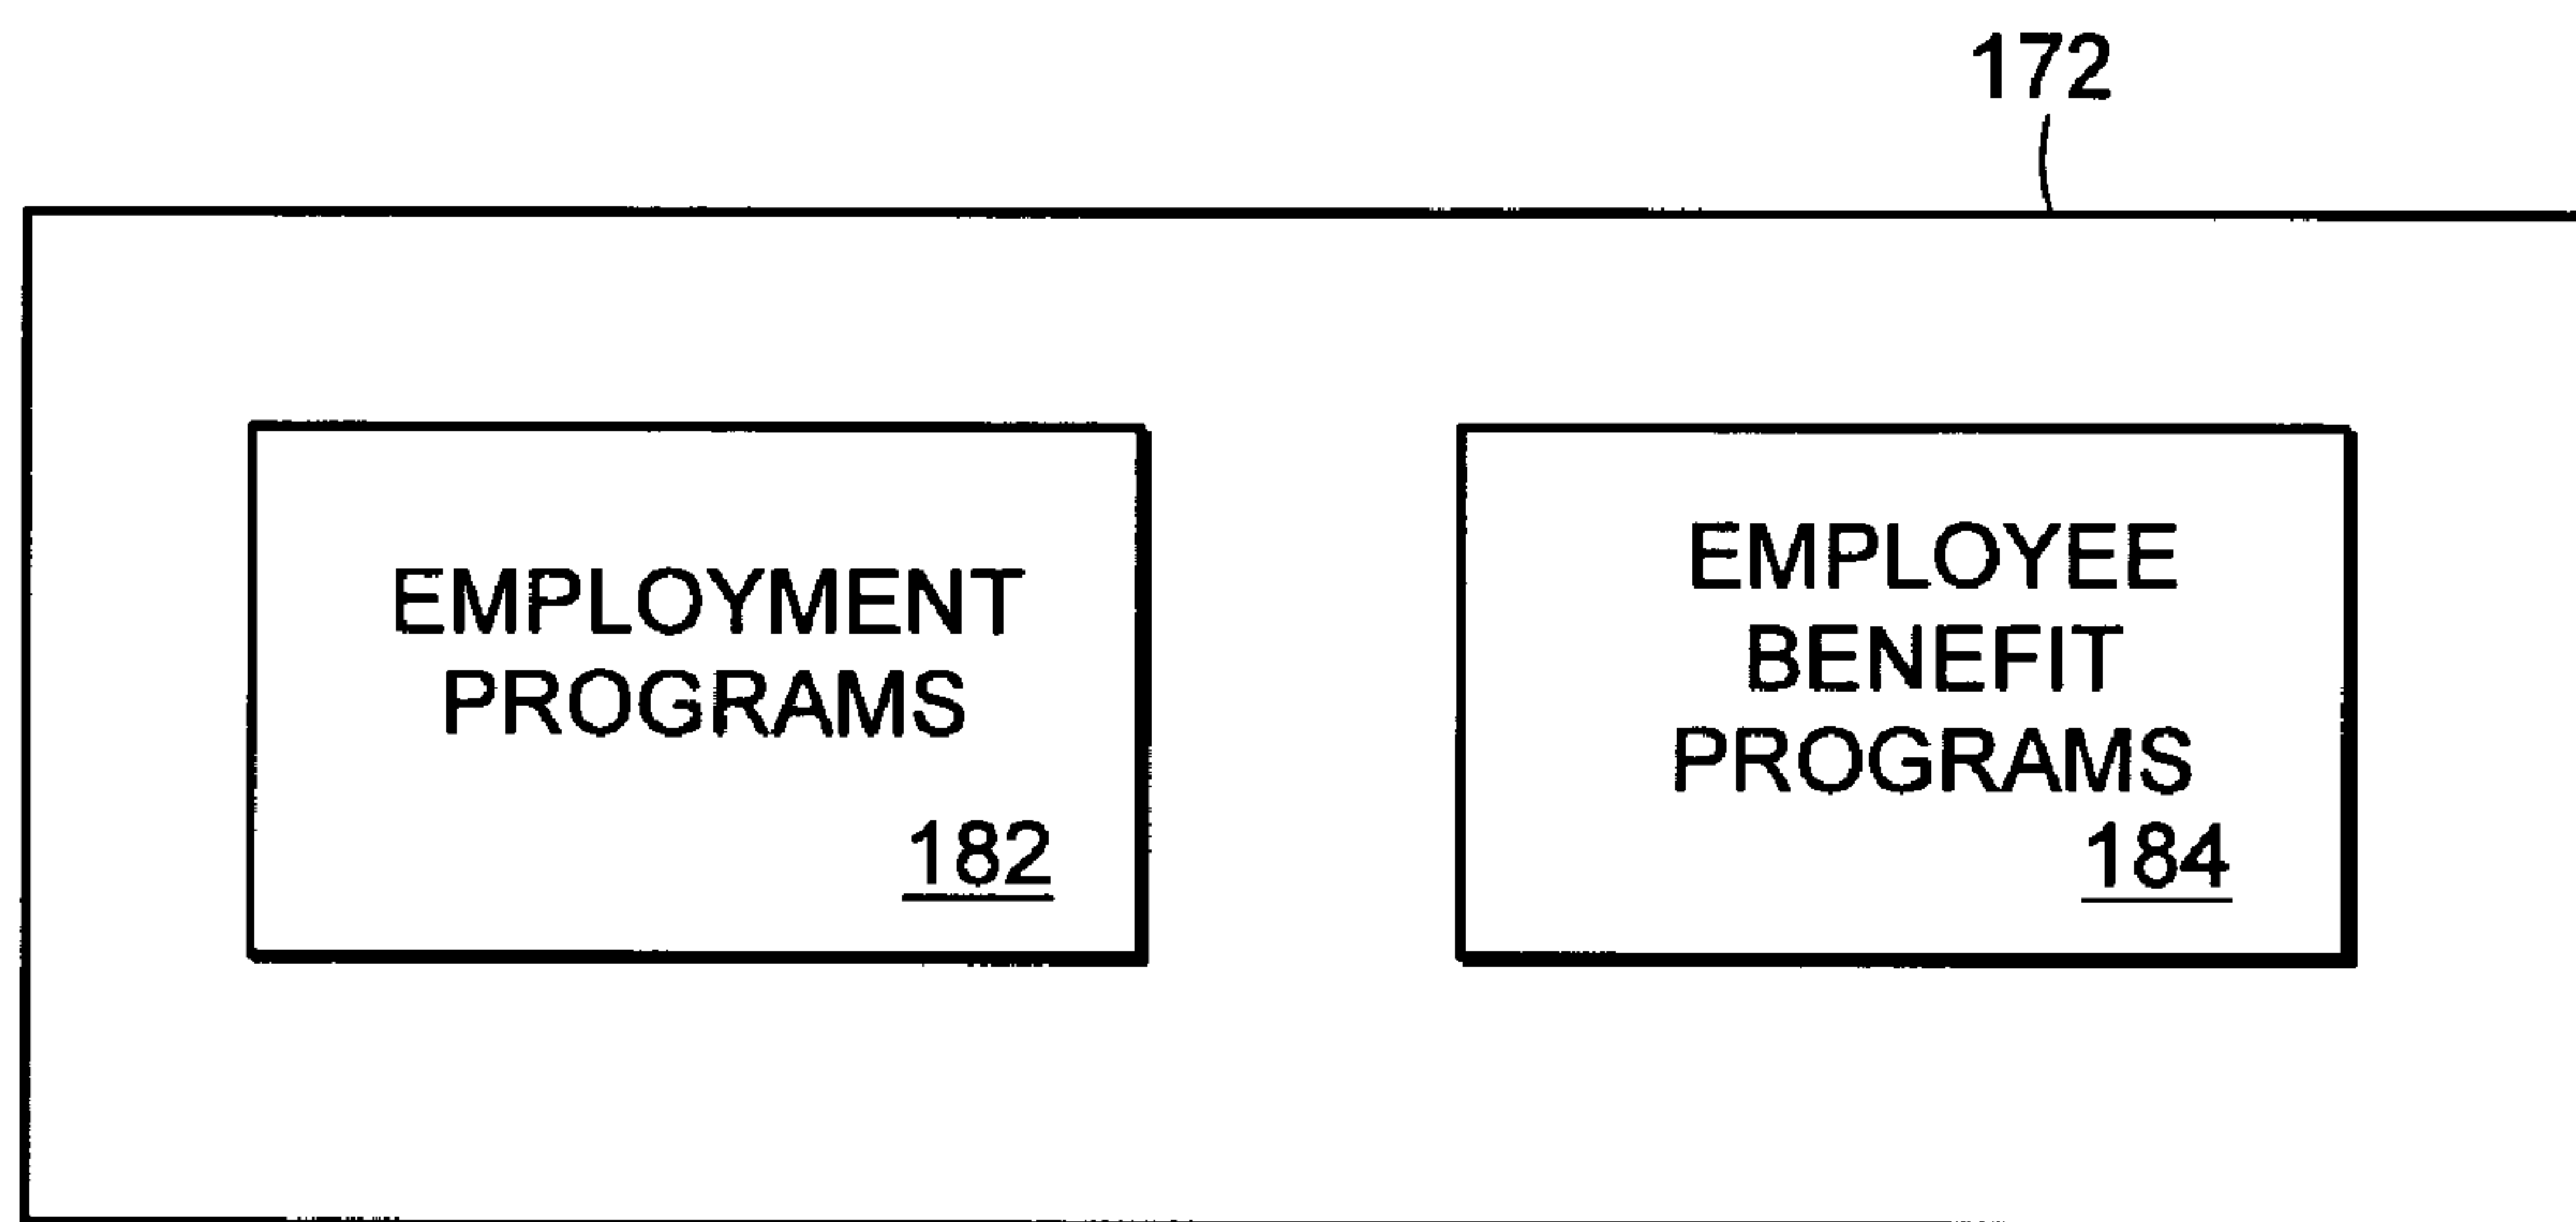 172
EMPLOYMENT
PROGRAMS
182
EMPLOYEE
BENEFIT
PROGRAMS
184